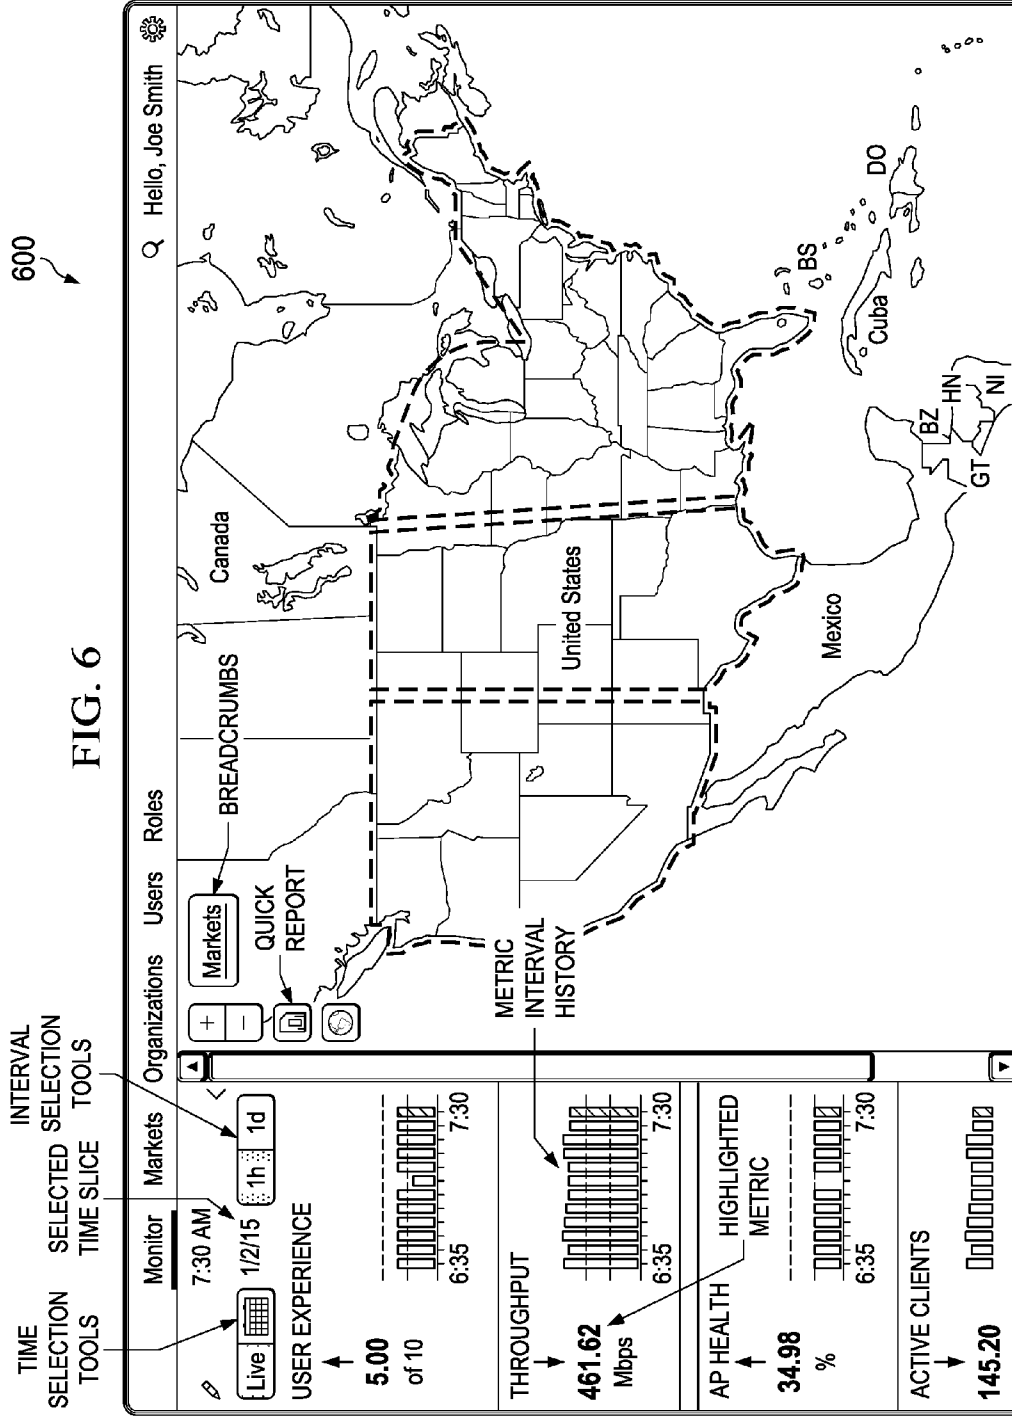 600
FIG. 6
TIME
SELECTION
TOOLS
SELECTED
TIME SLICE
INTERVAL
SELECTION
TOOLS
Monitor Markets Organizations Users Roles Hello, Joe Smith
7:30 AM
Live 1/2/15 1h 1d
USER EXPERIENCE
5.00
of 10
6:35 7:30
THROUGHPUT
461.62
Mbps
6:35 7:30
AP HEALTH
34.98
%
6:35 7:30
HIGHLIGHTED
METRIC
ACTIVE CLIENTS
145.20
+
−
Markets
BREADCRUMBS
QUICK
REPORT
METRIC
INTERVAL
HISTORY
Canada
United States
Mexico
Cuba
BS
DO
BZ
HN
GT
NI